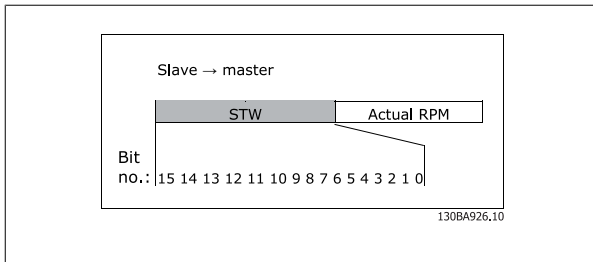 Slave → master
STW Actual RPM
Bit
no.: 15 14 13 12 11 10 9 8 7 6 5 4 3 2 1 0
130BA926.10